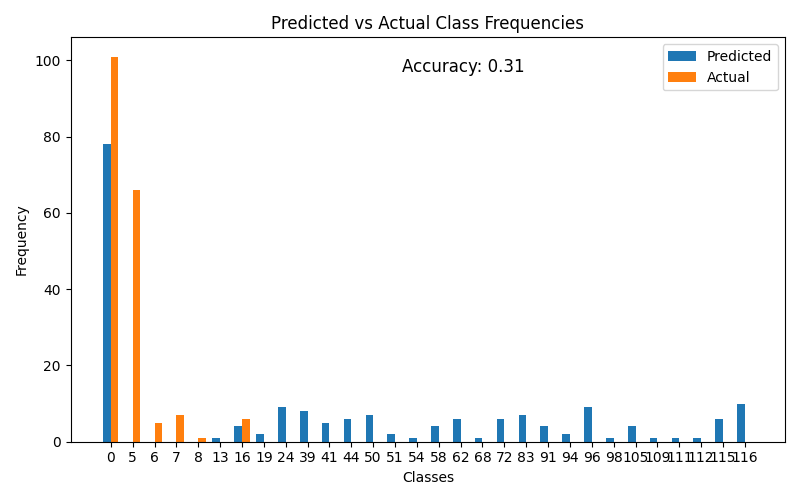 Predicted vs Actual Class Frequencies
Accuracy: 0.31
Predicted
Actual
100
80
60
40
20
0
Frequency
0 5 6 7 8 13 16 19 24 39 41 44 50 51 54 58 62 68 72 83 91 94 96 98 105 109 111 112 115 116
Classes